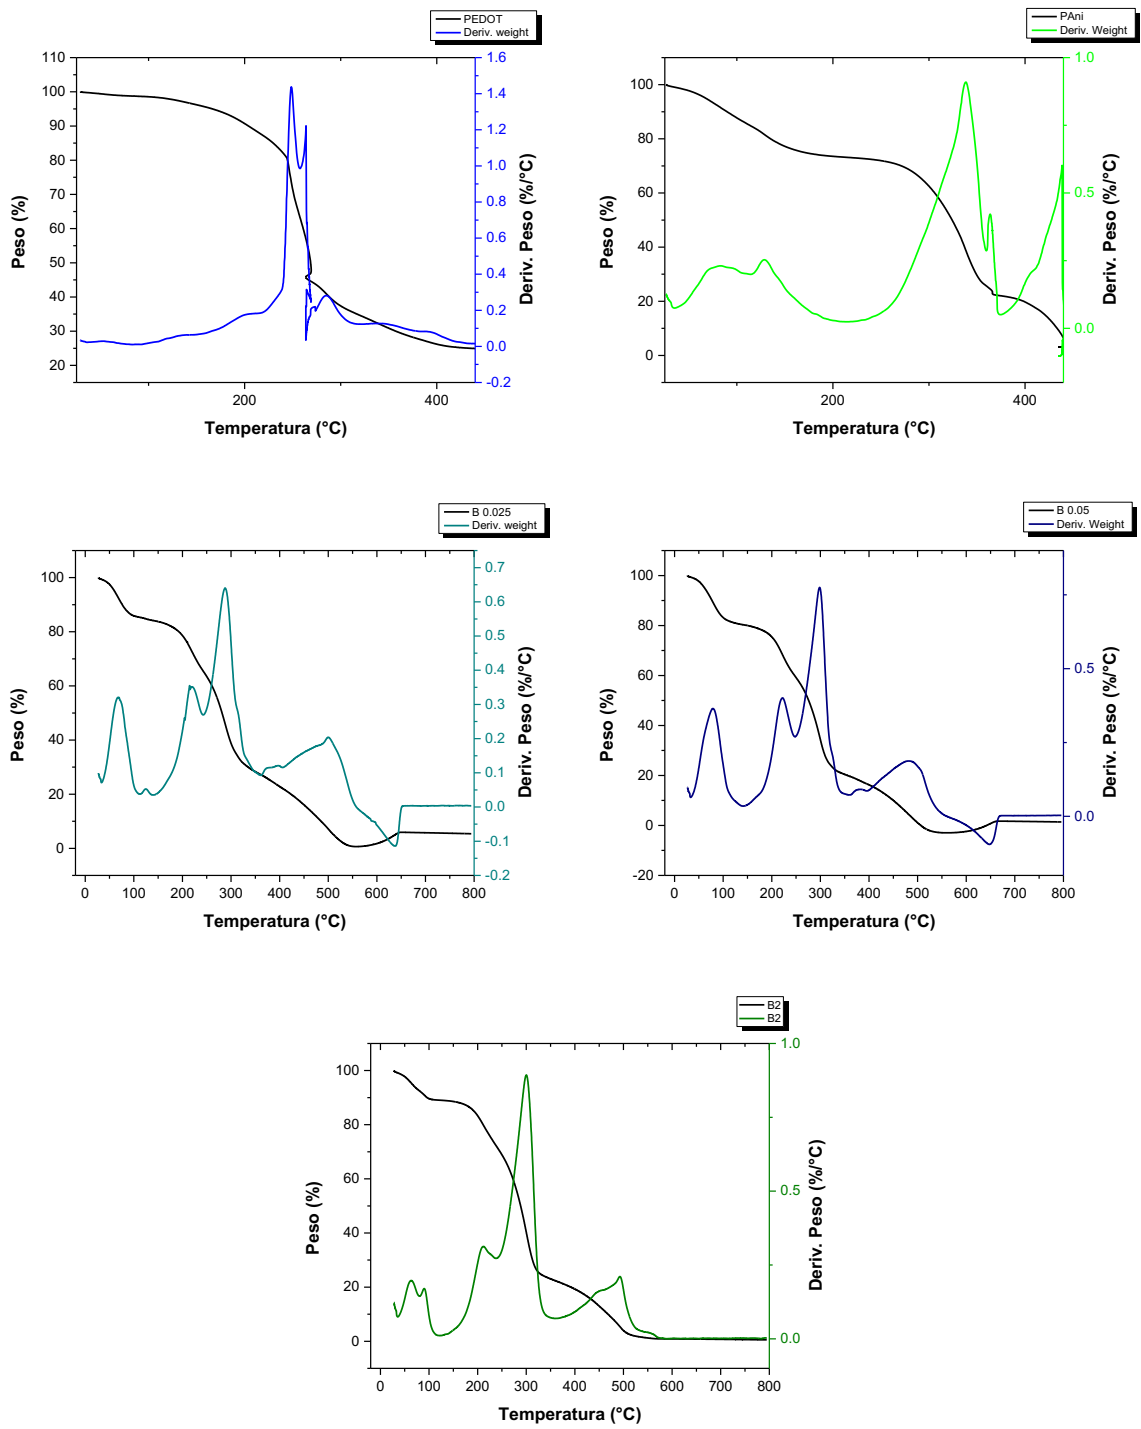 PEDOT
Deriv. weight
110
100
90
80
70
60
50
40
30
20
1.6
1.4
1.2
1.0
0.8
0.6
0.4
0.2
0.0
-0.2
200
400
Peso (%)
Deriv. Peso (%/°C)
Temperatura (°C)
PAni
Deriv. Weight
100
80
60
40
20
0
1.0
0.5
0.0
200
400
Peso (%)
Deriv. Peso (%/°C)
Temperatura (°C)
B 0.025
Deriv. weight
100
80
60
40
20
0
0.7
0.6
0.5
0.4
0.3
0.2
0.1
0.0
-0.1
-0.2
0 100 200 300 400 500 600 700 800
Peso (%)
Deriv. Peso (%/°C)
Temperatura (°C)
B 0.05
Deriv. Weight
100
80
60
40
20
0
-20
0.5
0.0
0 100 200 300 400 500 600 700 800
Peso (%)
Deriv. Peso (%/°C)
Temperatura (°C)
B2
B2
100
80
60
40
20
0
1.0
0.5
0.0
0 100 200 300 400 500 600 700 800
Peso (%)
Deriv. Peso (%/°C)
Temperatura (°C)